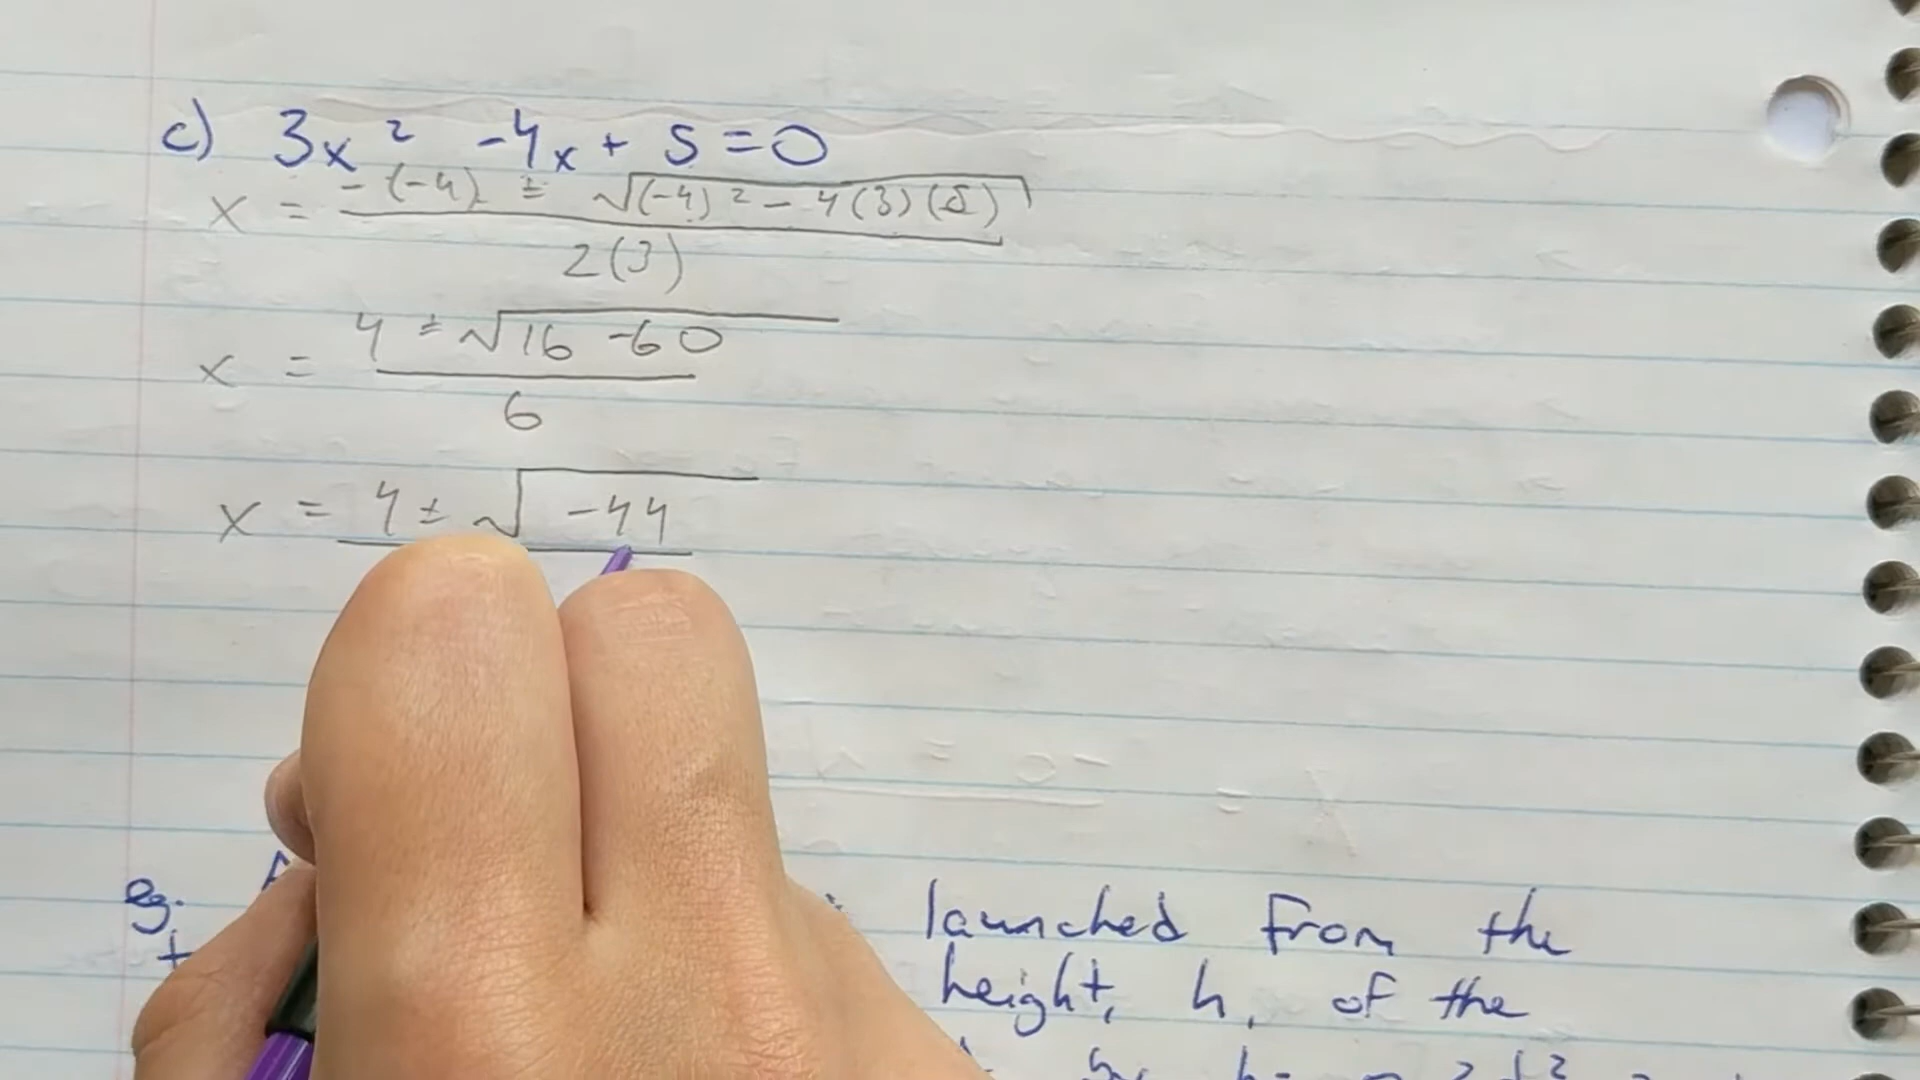 c) 3x² -4x + 5 = 0
x = -(-4) ± √(-4)² - 4(3)(5)
2(3)
x = 4 ± √16 -60
6
x = 4 ± √-44
eg. launched from the
height, h, of the
by h=